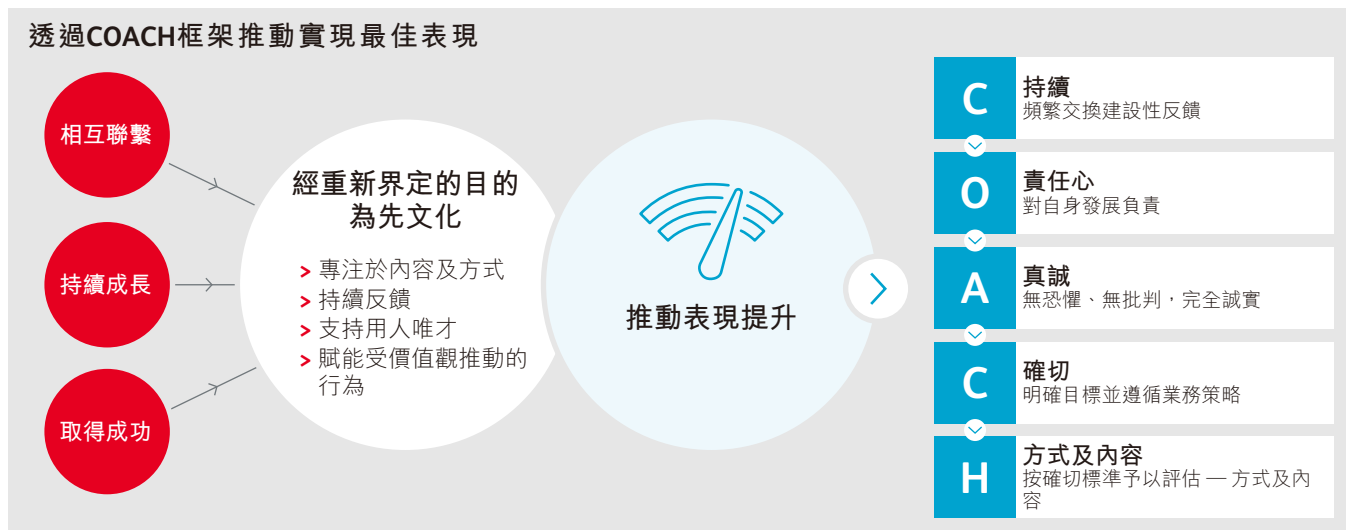 透過COACH框架推動實現最佳表現
相互聯繫
持續成長
取得成功
經重新界定的目的
為先文化
> 專注於內容及方式
> 持續反饋
> 支持用人唯才
> 賦能受價值觀推動的
行為
推動表現提升
C
持續
頻繁交換建設性反饋
O
責任心
對自身發展負責
A
真誠
無恐懼、無批判，完全誠實
C
確切
明確目標並遵循業務策略
H
方式及內容
按確切標準予以評估 — 方式及內
容